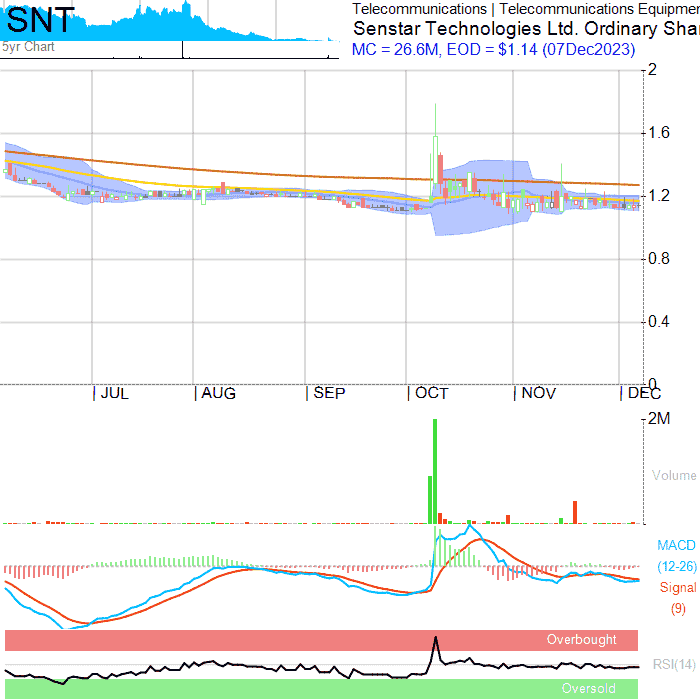 SNT
5yr Chart
Telecommunications | Telecommunications Equipmen
Senstar Technologies Ltd. Ordinary Sha
MC = 26.6M, EOD = $1.14 (07Dec2023)
2
1.6
1.2
0.8
0.4
0
JUL
AUG
SEP
OCT
NOV
DEC
2M
Volume
MACD
(12-26)
Signal
(9)
Overbought
RSI(14)
Oversold